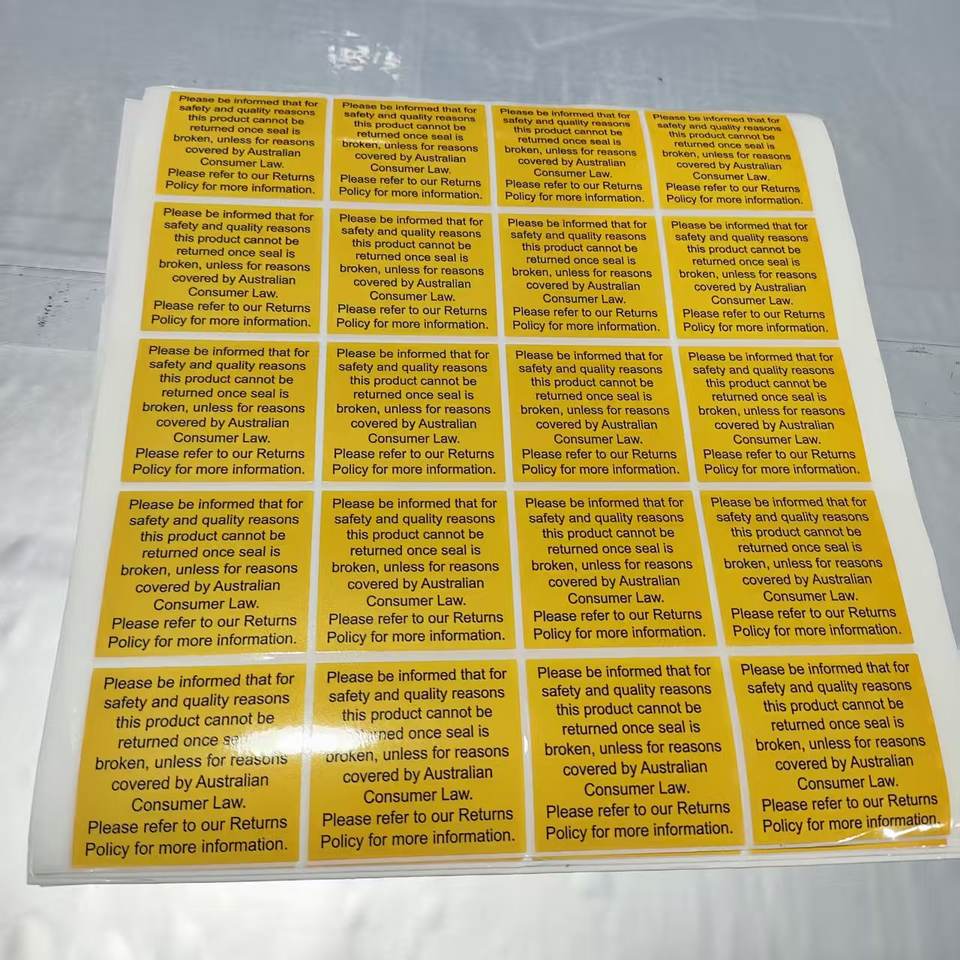 Please be informed that for
safety and quality reasons
this product cannot be
returned once seal is
broken, unless for reasons
covered by Australian
Consumer Law.
Please refer to our Returns
Policy for more information.
Please be informed that for
safety and quality reasons
this product cannot be
returned once seal is
broken, unless for reasons
covered by Australian
Consumer Law.
Please refer to our Returns
Policy for more information.
Please be informed that for
safety and quality reasons
this product cannot be
returned once seal is
broken, unless for reasons
covered by Australian
Consumer Law.
Please refer to our Returns
Policy for more information.
Please be informed that for
safety and quality reasons
this product cannot be
returned once seal is
broken, unless for reasons
covered by Australian
Consumer Law.
Please refer to our Returns
Policy for more information.
Please be informed that for
safety and quality reasons
this product cannot be
returned once seal is
broken, unless for reasons
covered by Australian
Consumer Law.
Please refer to our Returns
Policy for more information.
Please be informed that for
safety and quality reasons
this product cannot be
returned once seal is
broken, unless for reasons
covered by Australian
Consumer Law.
Please refer to our Returns
Policy for more information.
Please be informed that for
safety and quality reasons
this product cannot be
returned once seal is
broken, unless for reasons
covered by Australian
Consumer Law.
Please refer to our Returns
Policy for more information.
Please be informed that for
safety and quality reasons
this product cannot be
returned once seal is
broken, unless for reasons
covered by Australian
Consumer Law.
Please refer to our Returns
Policy for more information.
Please be informed that for
safety and quality reasons
this product cannot be
returned once seal is
broken, unless for reasons
covered by Australian
Consumer Law.
Please refer to our Returns
Policy for more information.
Please be informed that for
safety and quality reasons
this product cannot be
returned once seal is
broken, unless for reasons
covered by Australian
Consumer Law.
Please refer to our Returns
Policy for more information.
Please be informed that for
safety and quality reasons
this product cannot be
returned once seal is
broken, unless for reasons
covered by Australian
Consumer Law.
Please refer to our Returns
Policy for more information.
Please be informed that for
safety and quality reasons
this product cannot be
returned once seal is
broken, unless for reasons
covered by Australian
Consumer Law.
Please refer to our Returns
Policy for more information.
Please be informed that for
safety and quality reasons
this product cannot be
returned once seal is
broken, unless for reasons
covered by Australian
Consumer Law.
Please refer to our Returns
Policy for more information.
Please be informed that for
safety and quality reasons
this product cannot be
returned once seal is
broken, unless for reasons
covered by Australian
Consumer Law.
Please refer to our Returns
Policy for more information.
Please be informed that for
safety and quality reasons
this product cannot be
returned once seal is
broken, unless for reasons
covered by Australian
Consumer Law.
Please refer to our Returns
Policy for more information.
Please be informed that for
safety and quality reasons
this product cannot be
returned once seal is
broken, unless for reasons
covered by Australian
Consumer Law.
Please refer to our Returns
Policy for more information.
Please be informed that for
safety and quality reasons
this product cannot be
returned once
broken, unless for reasons
covered by Australian
Consumer Law.
Please refer to our Returns
Policy for more information.
Please be informed that for
safety and quality reasons
this product cannot be
once seal is
broken, unless for reasons
covered by Australian
Consumer Law.
Please refer to our Returns
Policy for more information.
Please be informed that for
safety and quality reasons
this product cannot be
returned once seal is
broken, unless for reasons
covered by Australian
Consumer Law.
Please refer to our Returns
Policy for more information.
Please be informed that for
safety and quality reasons
this product cannot be
returned once seal is
broken, unless for reasons
covered by Australian
Consumer Law.
Please refer to our Returns
Policy for more information.